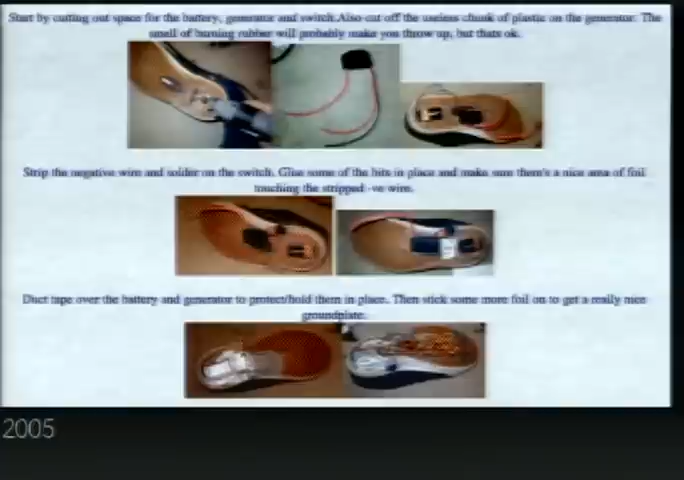 Start by cutting out space for the battery, generator and switch.Also cut off the useless chunk of plastic on the generator. The
smell of burning rubber will probably make you throw up, but thats ok.
Strip the negative wire and solder on the switch. Glue some of the bits in place and make sure there's a nice area of foil
touching the stripped -ve wire.
Duct tape over the battery and generator to protect/hold them in place. Then stick some more foil on to get a really nice
groundplate.
2005